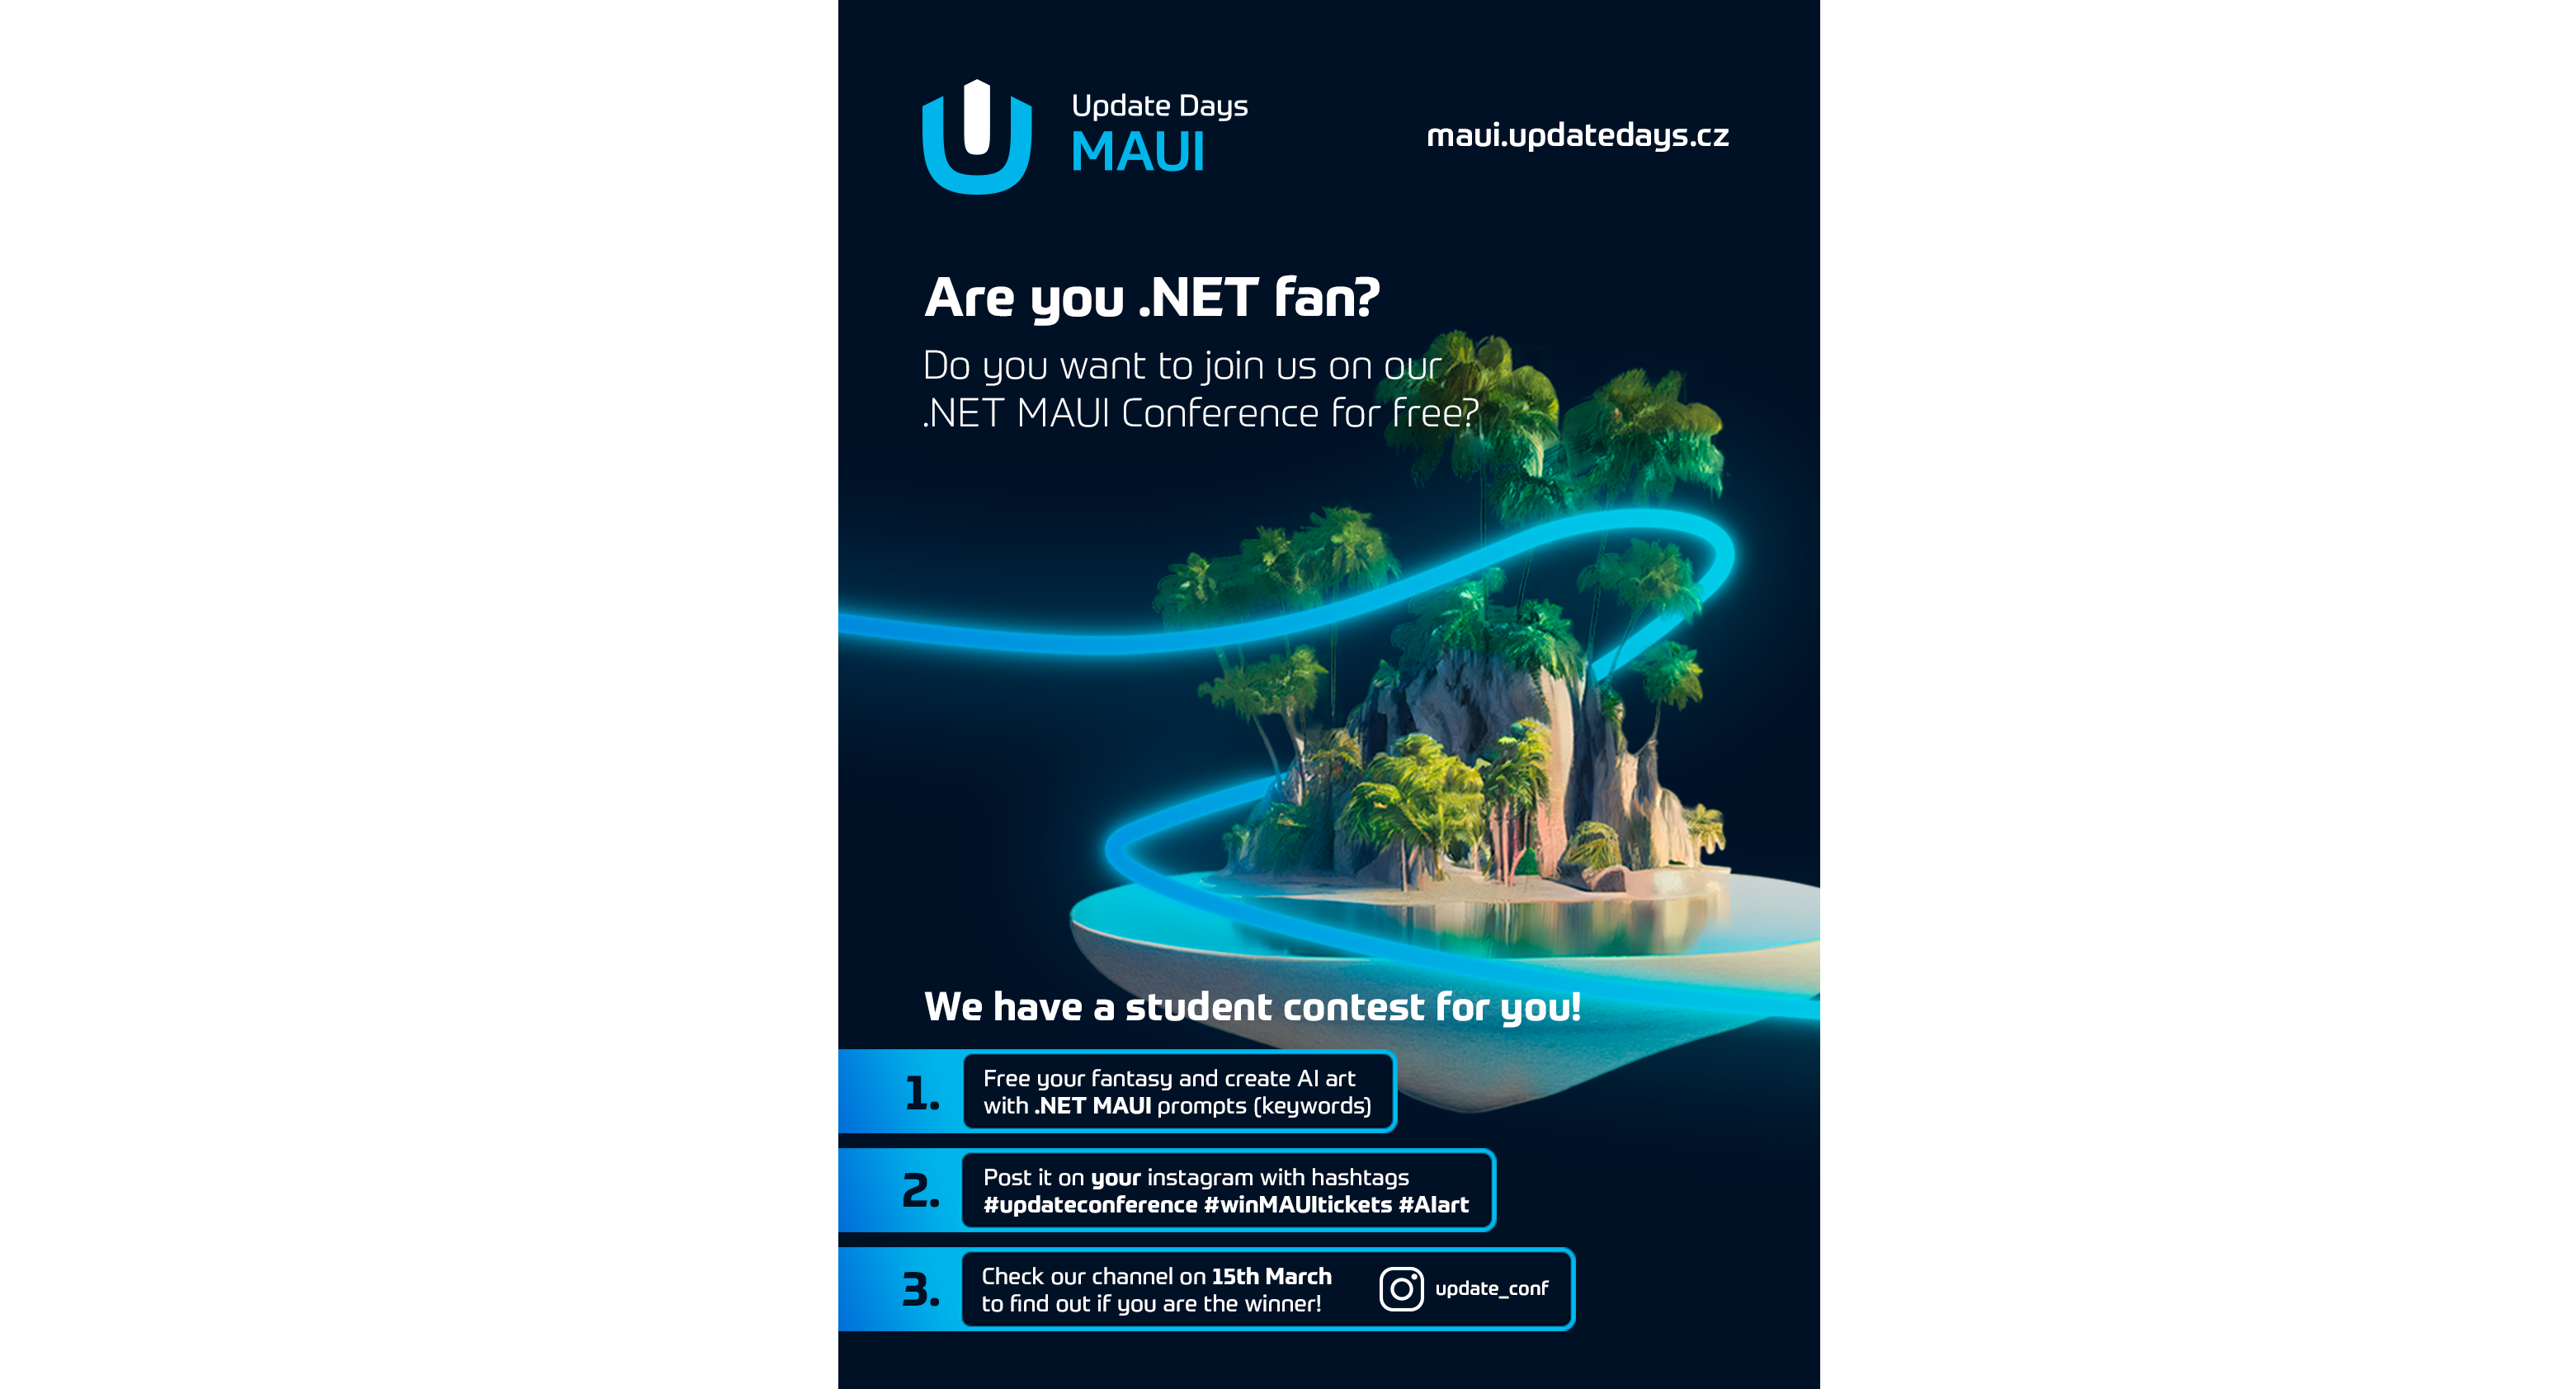 Update Days
MAUI
maui.updatedays.cz
Are you .NET fan?
Do you want to join us on our
.NET MAUI Conference for free?
We have a student contest for you!
1.
Free your fantasy and create AI art
with .NET MAUI prompts (keywords)
2.
Post it on your instagram with hashtags
#updateconference #winMAUItickets #AIart
3.
Check our channel on 15th March
to find out if you are the winner!
update_conf